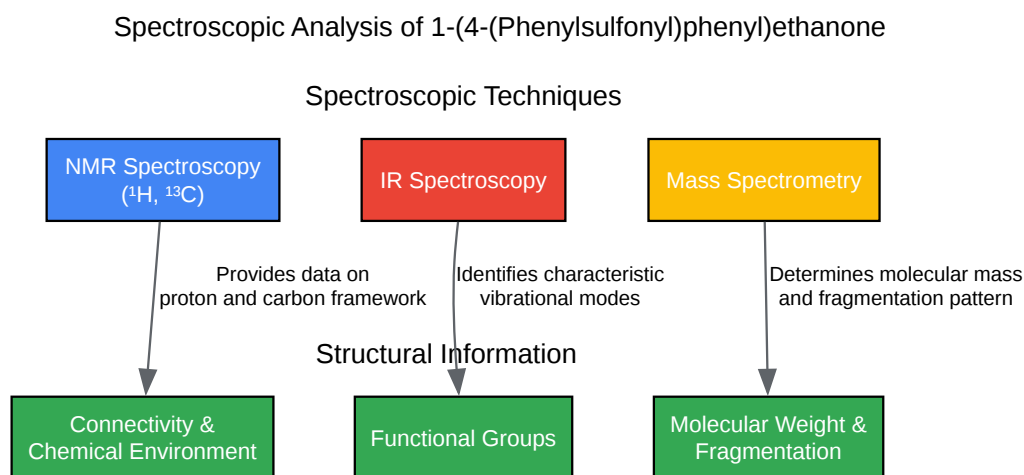 Spectroscopic Analysis of 1-(4-(Phenylsulfonyl)phenyl)ethanone
Spectroscopic Techniques
NMR Spectroscopy
(¹H, ¹³C)
IR Spectroscopy
Mass Spectrometry
Provides data on
proton and carbon framework
Identifies characteristic
vibrational modes
Determines molecular mass
and fragmentation pattern
Structural Information
Connectivity &
Chemical Environment
Functional Groups
Molecular Weight &
Fragmentation